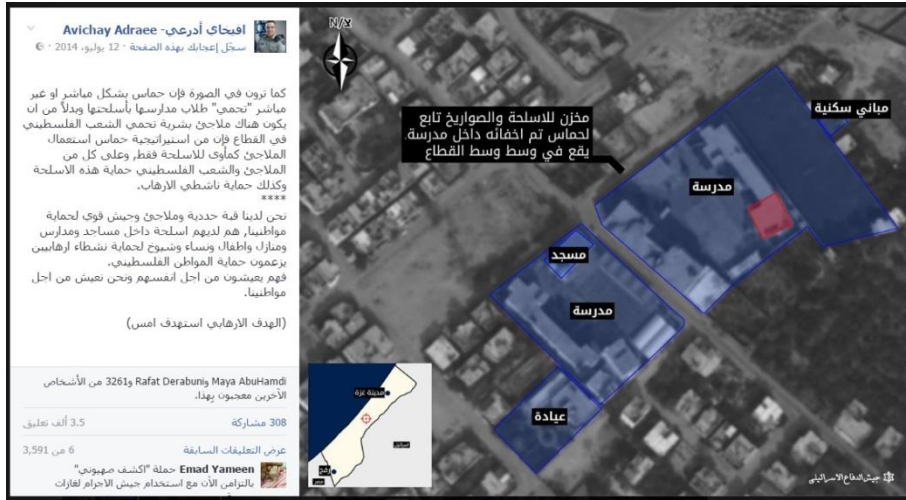 افيخاي أدرعي- Avichay Adraee
سجّل إعجابك بهذه الصفحة · 12 يوليو، 2014 ·
كما ترون في الصورة فإن حماس بشكل مباشر او غير
مباشر "تحمي" طلاب مدارسها بأسلحتها وبدلاً من ان
يكون هناك ملاجئ بشرية تحمي الشعب الفلسطيني
في القطاع فإن من استراتيجية حماس استعمال
الملاجئ كمأوى للاسلحة فقط, وعلى كل من
الملاجئ والشعب الفلسطيني حماية هذه الاسلحة
وكذلك حماية ناشطي الارهاب.
****
نحن لدينا قبة حديدية وملاجئ وجيش قوي لحماية
مواطنينا, هم لديهم اسلحة داخل مساجد ومدارس
ومنازل واطفال ونساء وشيوخ لحماية نشطاء ارهابيين
يزعمون حماية المواطن الفلسطيني.
فهم يعيشون من اجل انفسهم ونحن نعيش من اجل
مواطنينا.
(الهدف الارهابي استهدف امس)
Maya AbuHamdi وRafat Derabuni و3261 من الأشخاص
الآخرين معجبون بهذا.
308 مشاركة
3.5 ألف تعليق
عرض التعليقات السابقة
6 من 3,591
Emad Yameen حملة "اكشف صهيوني"
بالتزامن الأن مع استخدام جيش الاجرام لغارات
N/צ
مخزن للاسلحة والصواريخ تابع
لحماس تم اخفائه داخل مدرسة
يقع في وسط وسط القطاع
مباني سكنية
مدرسة
مسجد
مدرسة
عيادة
مدينة غزة
اسرائيل
رفح
مصر
جيش الدفاع الاسرائيلي